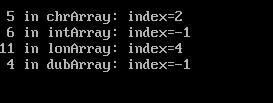 5 in chrArray: index=2
6 in intArray: index=-1
11 in lonArray: index=4
4 in dubArray: index=-1